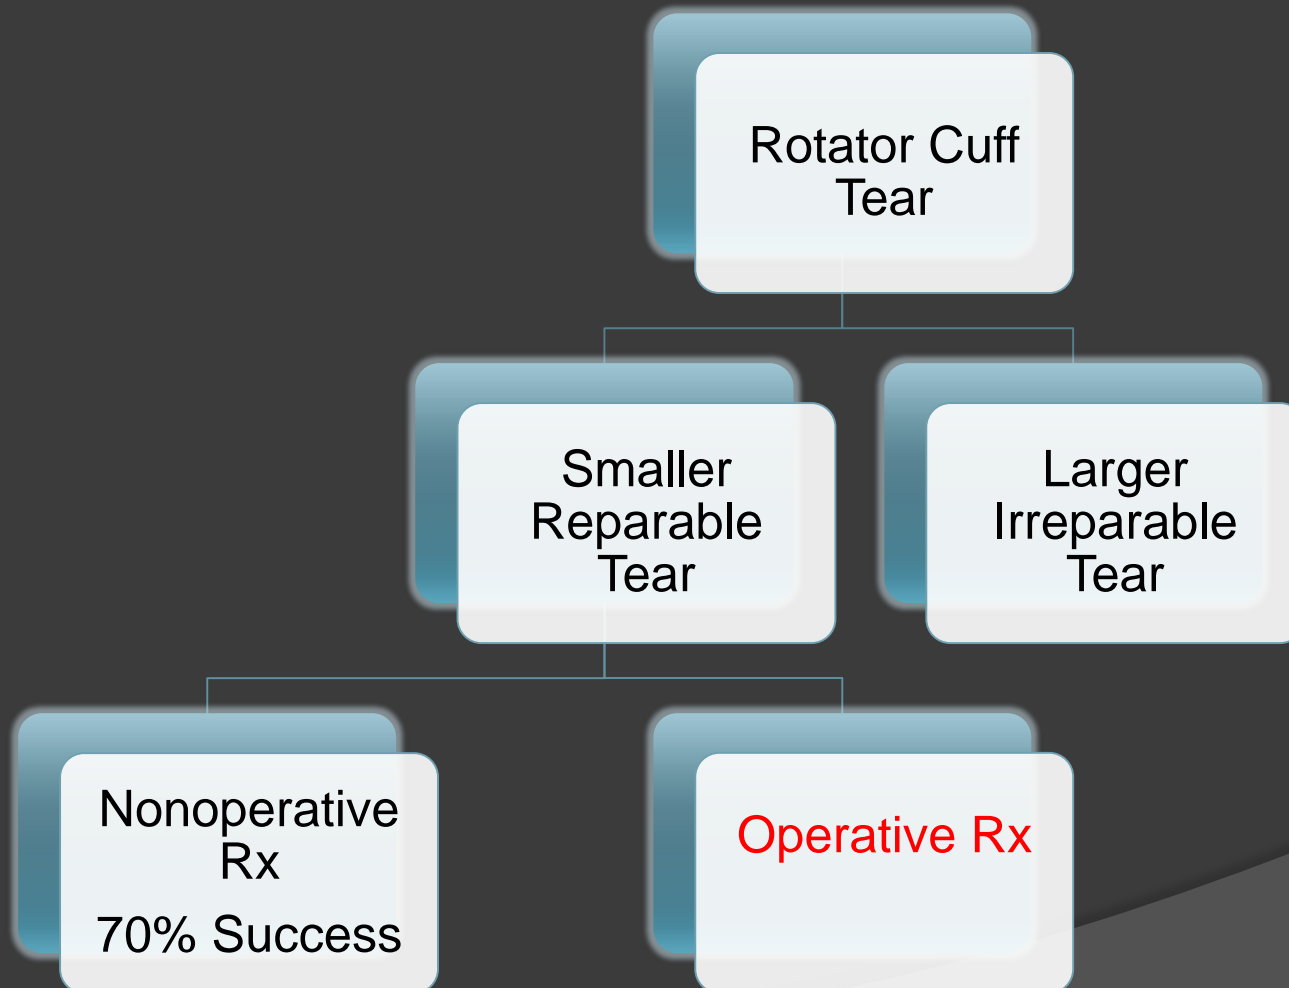 Rotator Cuff
Tear
Smaller
Reparable
Tear
Larger
Irreparable
Tear
Nonoperative
Rx
70% Success
Operative Rx